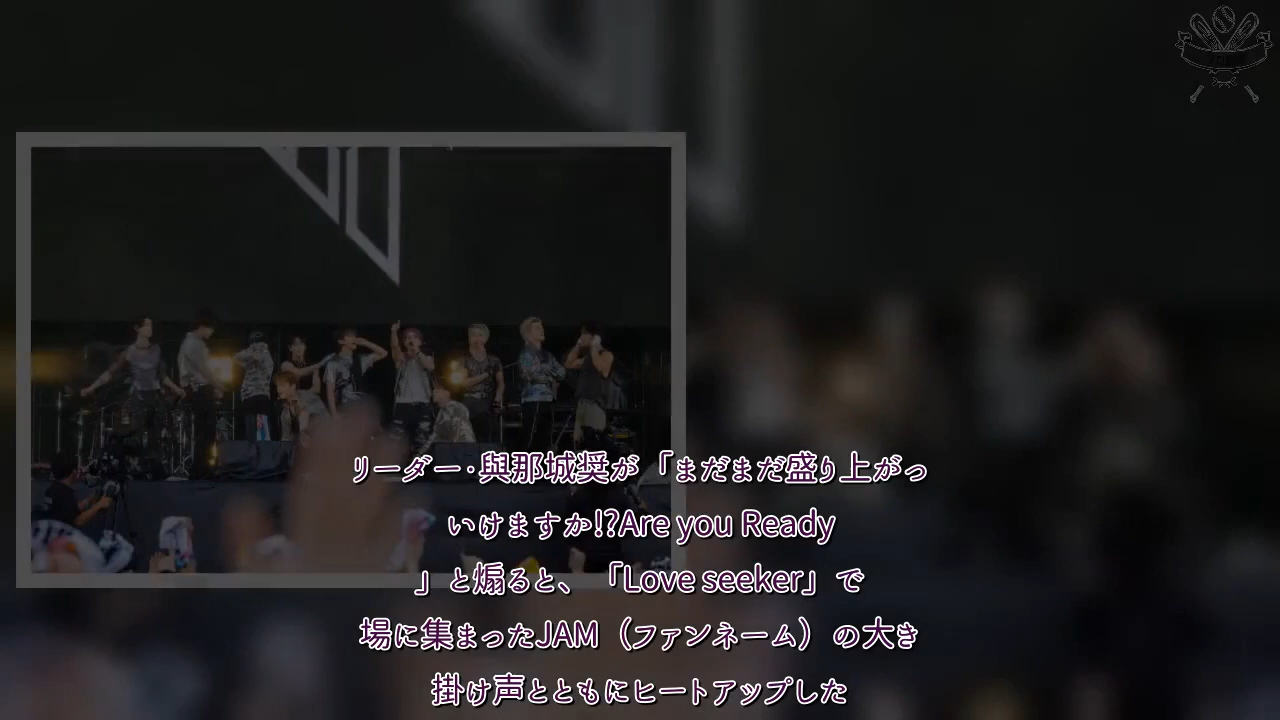 リーダー・與那城奨が「まだまだ盛り上がっ
いけますか!?Are you Ready
」と煽ると、「Love seeker」で
場に集まったJAM（ファンネーム）の大き
掛け声とともにヒートアップした